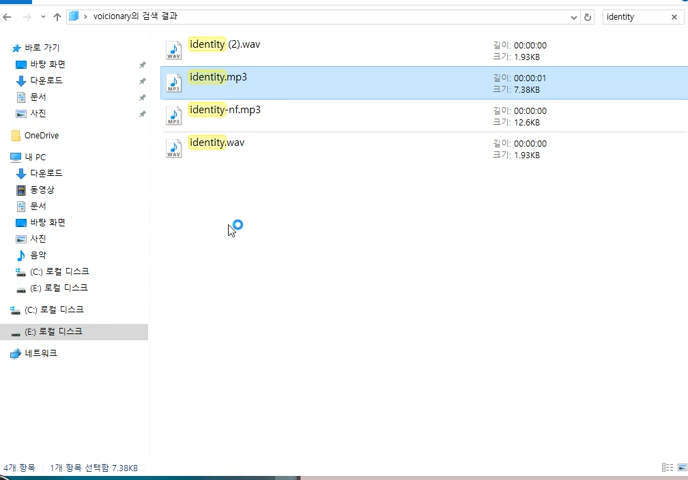 voicionary의 검색 결과
identity
바로 가기
바탕 화면
다운로드
문서
사진
OneDrive
내 PC
다운로드
동영상
문서
바탕 화면
사진
음악
(C:) 로컬 디스크
(E:) 로컬 디스크
(C:) 로컬 디스크
(E:) 로컬 디스크
네트워크
identity (2).wav
길이: 00:00:00
크기: 1.93KB
identity.mp3
길이: 00:00:01
크기: 7.38KB
identity-nf.mp3
길이: 00:00:00
크기: 12.6KB
identity.wav
길이: 00:00:00
크기: 1.93KB
4개 항목
1개 항목 선택함 7.38KB